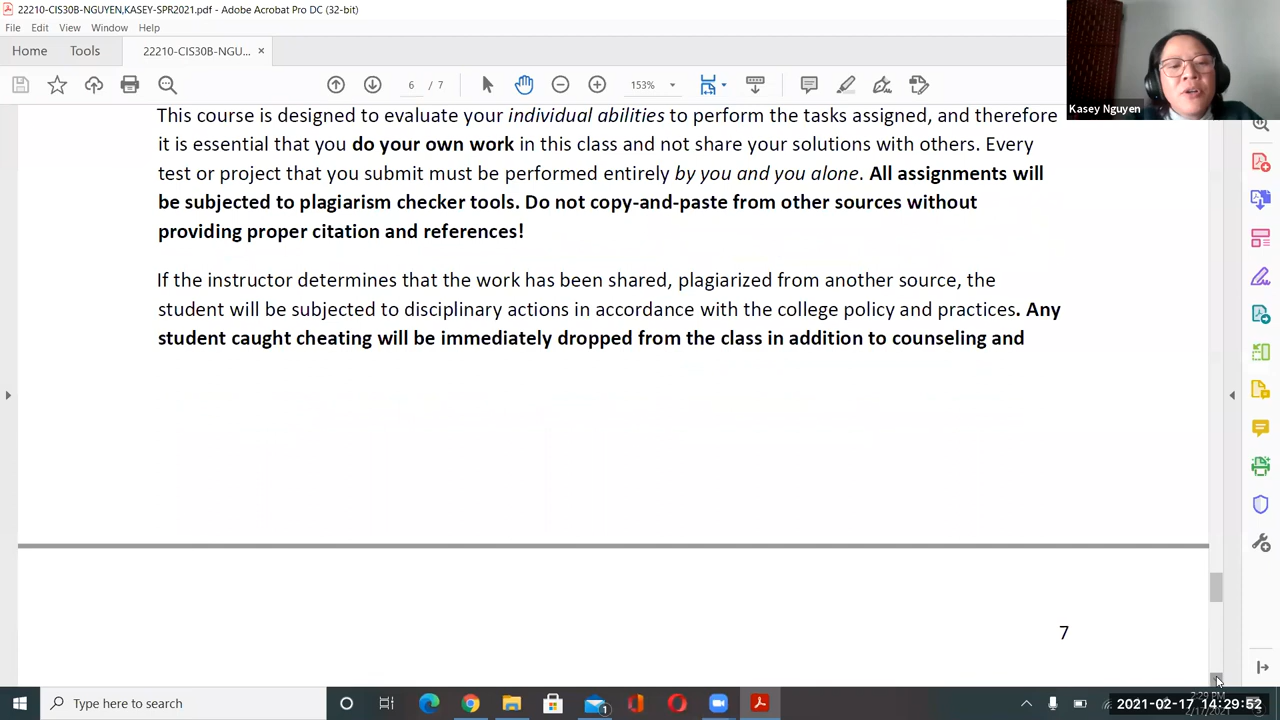 22210-CIS30B-NGUYEN,KASEY-SPR2021.pdf - Adobe Acrobat Pro DC (32-bit)
File Edit View Window Help
Home Tools 22210-CIS30B-NGU... ×
6 / 7 153%
Kasey Nguyen
This course is designed to evaluate your individual abilities to perform the tasks assigned, and therefore
it is essential that you do your own work in this class and not share your solutions with others. Every
test or project that you submit must be performed entirely by you and you alone. All assignments will
be subjected to plagiarism checker tools. Do not copy-and-paste from other sources without
providing proper citation and references!
If the instructor determines that the work has been shared, plagiarized from another source, the
student will be subjected to disciplinary actions in accordance with the college policy and practices. Any
student caught cheating will be immediately dropped from the class in addition to counseling and
7
Type here to search
1
2:29 PM
2/17/2021
2021-02-17 14:29:52